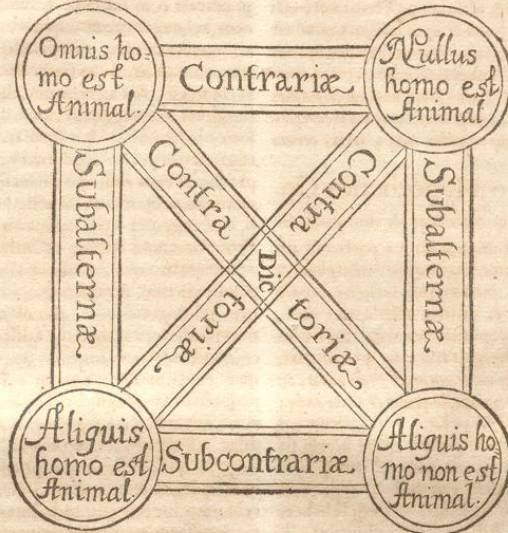 Omnis ho-
mo est
Animal.
Contrariæ
Nullus
homo est
Animal
Subalternæ
Contra
Contra
Subalternæ
Dic
toriæ
toriæ
Aliquis
homo est
Animal.
Subcontrariæ
Aliquis ho
mo non est
Animal.